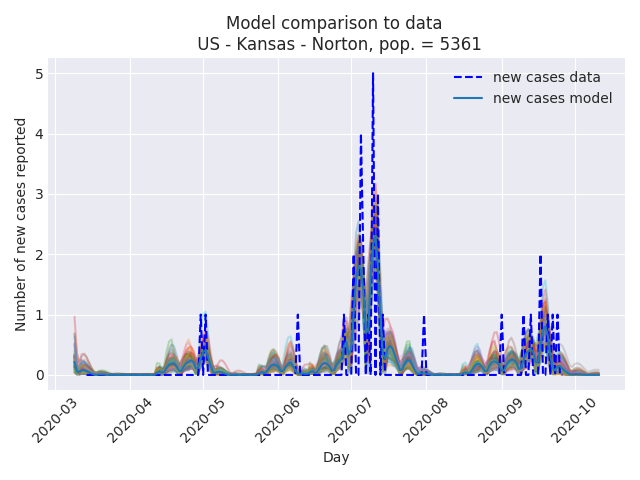 Model comparison to data
US - Kansas - Norton, pop. = 5361
new cases data
new cases model
Number of new cases reported
5
4
3
2
1
0
2020-03
2020-04
2020-05
2020-06
2020-07
2020-08
2020-09
2020-10
Day